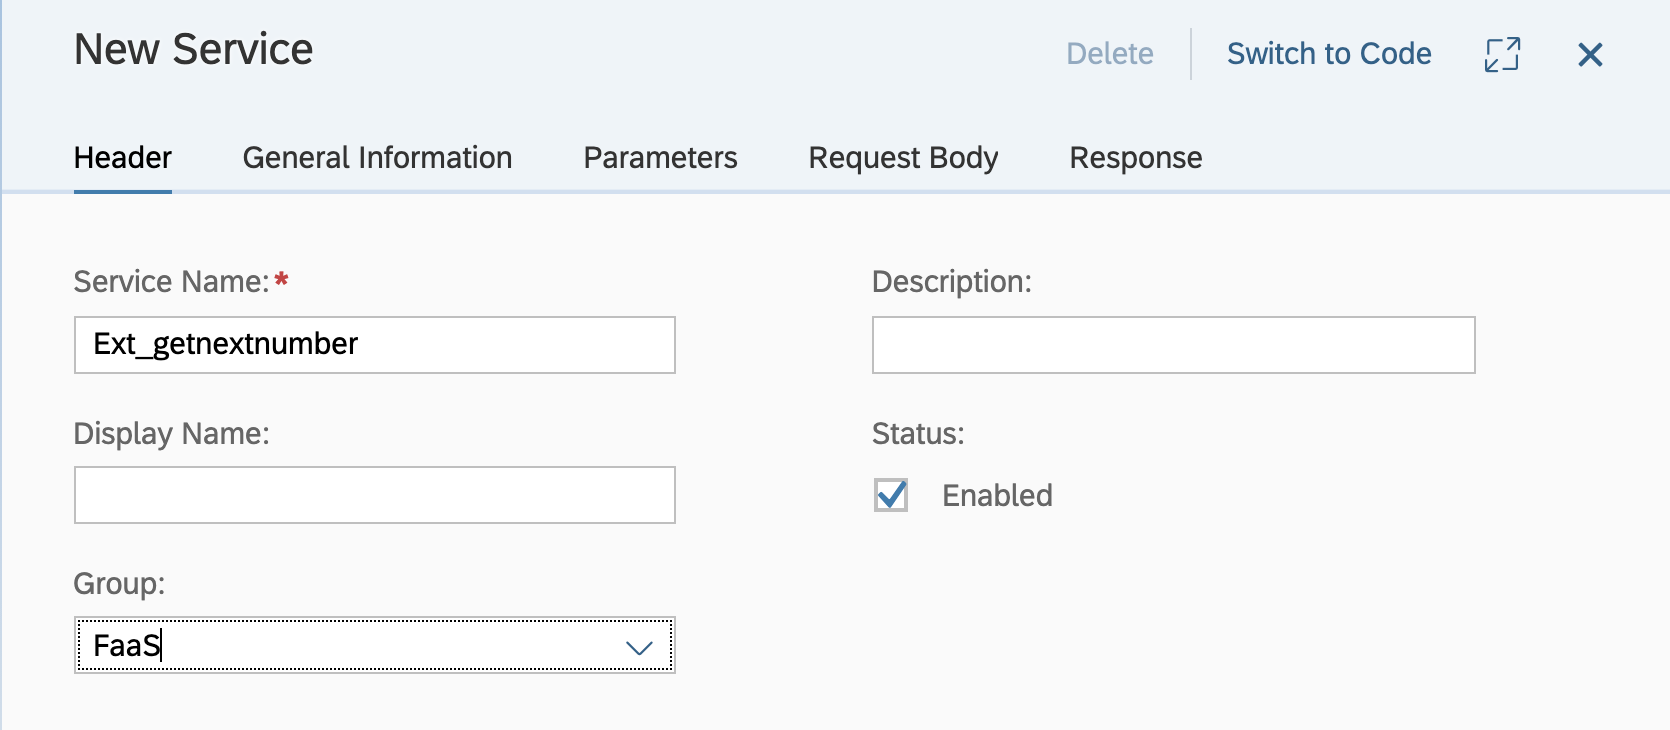 New Service
Delete
Switch to Code
Header
General Information
Parameters
Request Body
Response
Service Name:*
Description:
Ext_getnextnumber
Display Name:
Status:
Enabled
Group:
FaaS